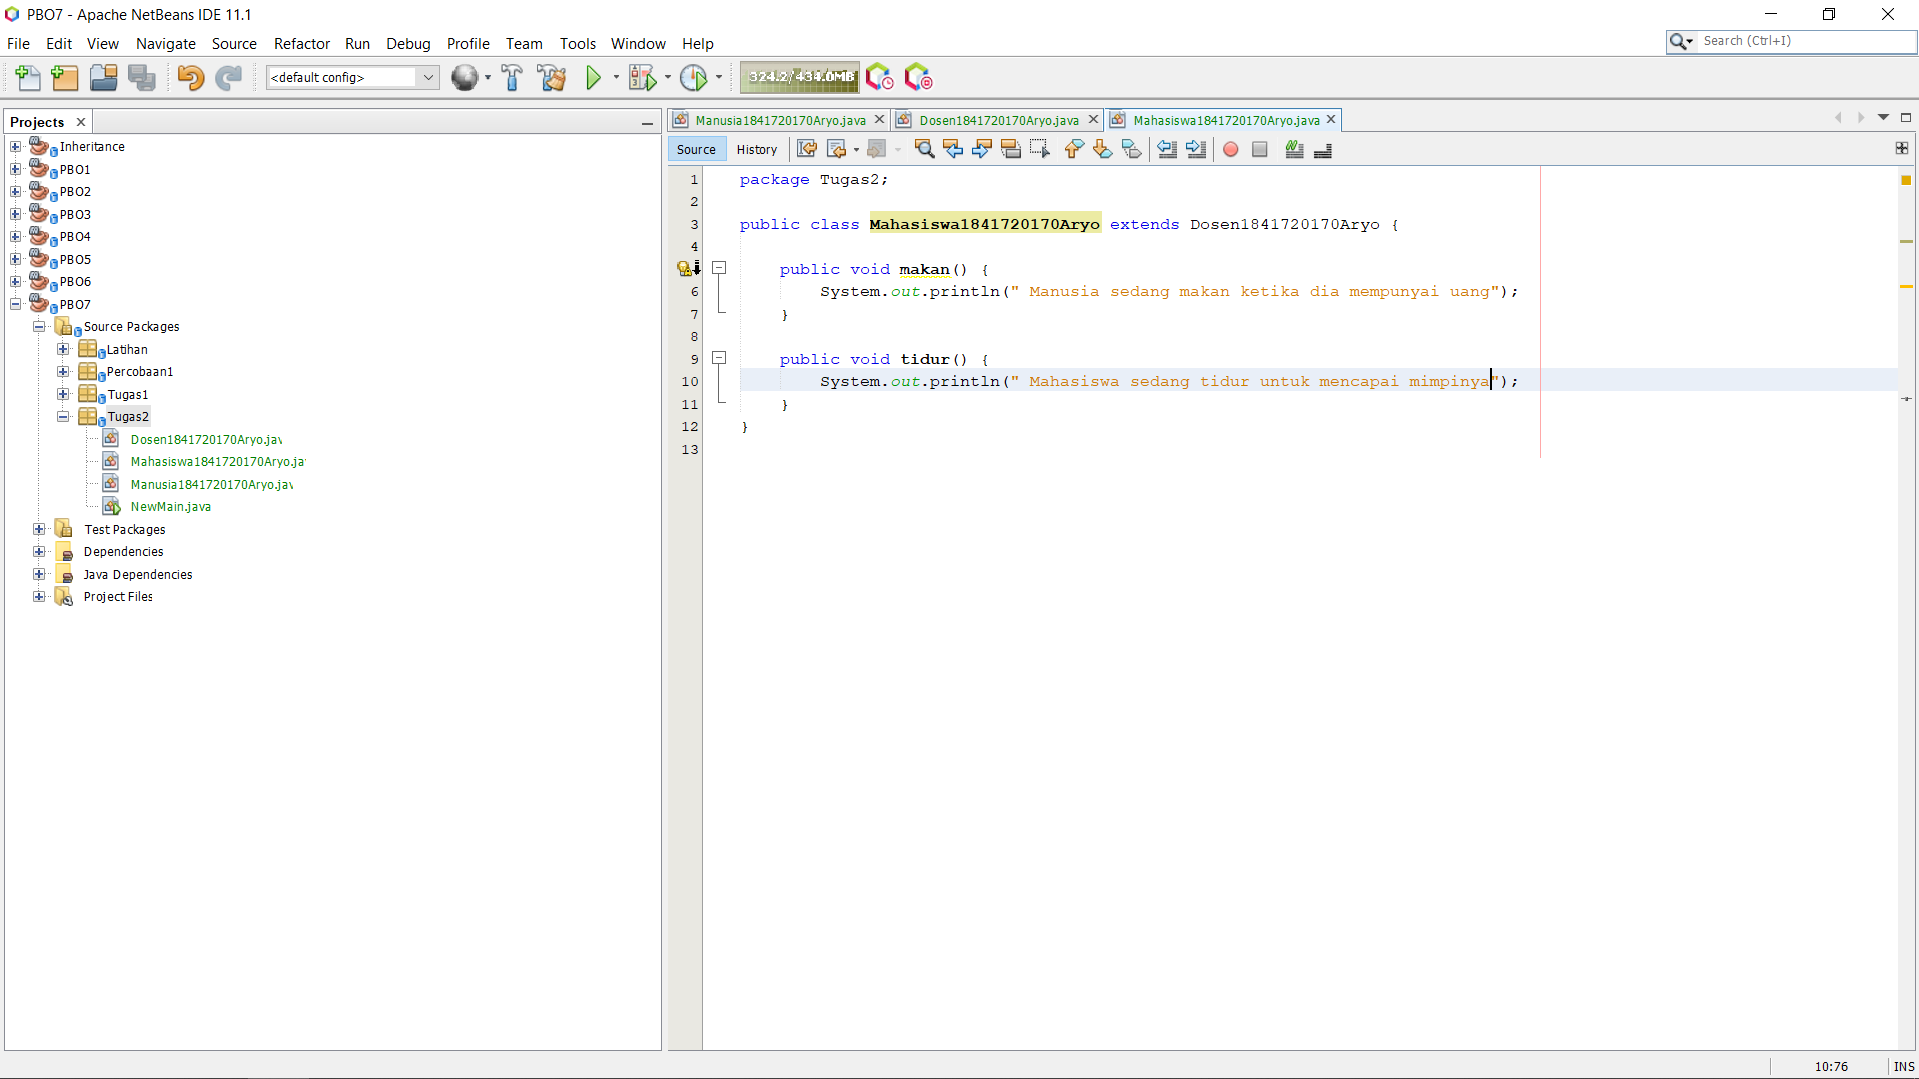 PBO7 - Apache NetBeans IDE 11.1
File Edit View Navigate Source Refactor Run Debug Profile Team Tools Window Help
Search (Ctrl+I)
<default config>
324.2/434.0MB
Projects
Inheritance
PBO1
PBO2
PBO3
PBO4
PBO5
PBO6
PBO7
Source Packages
Latihan
Percobaan1
Tugas1
Tugas2
Dosen1841720170Aryo.jav
Mahasiswa1841720170Aryo.ja
Manusia1841720170Aryo.jav
NewMain.java
Test Packages
Dependencies
Java Dependencies
Project Files
Manusia1841720170Aryo.java Dosen1841720170Aryo.java Mahasiswa1841720170Aryo.java
Source History
1 package Tugas2;
2
3 public class Mahasiswa1841720170Aryo extends Dosen1841720170Aryo {
4
public void makan() {
6 System.out.println(" Manusia sedang makan ketika dia mempunyai uang");
7 }
8
9 public void tidur() {
10 System.out.println(" Mahasiswa sedang tidur untuk mencapai mimpinya");
11 }
12 }
13
10:76 INS